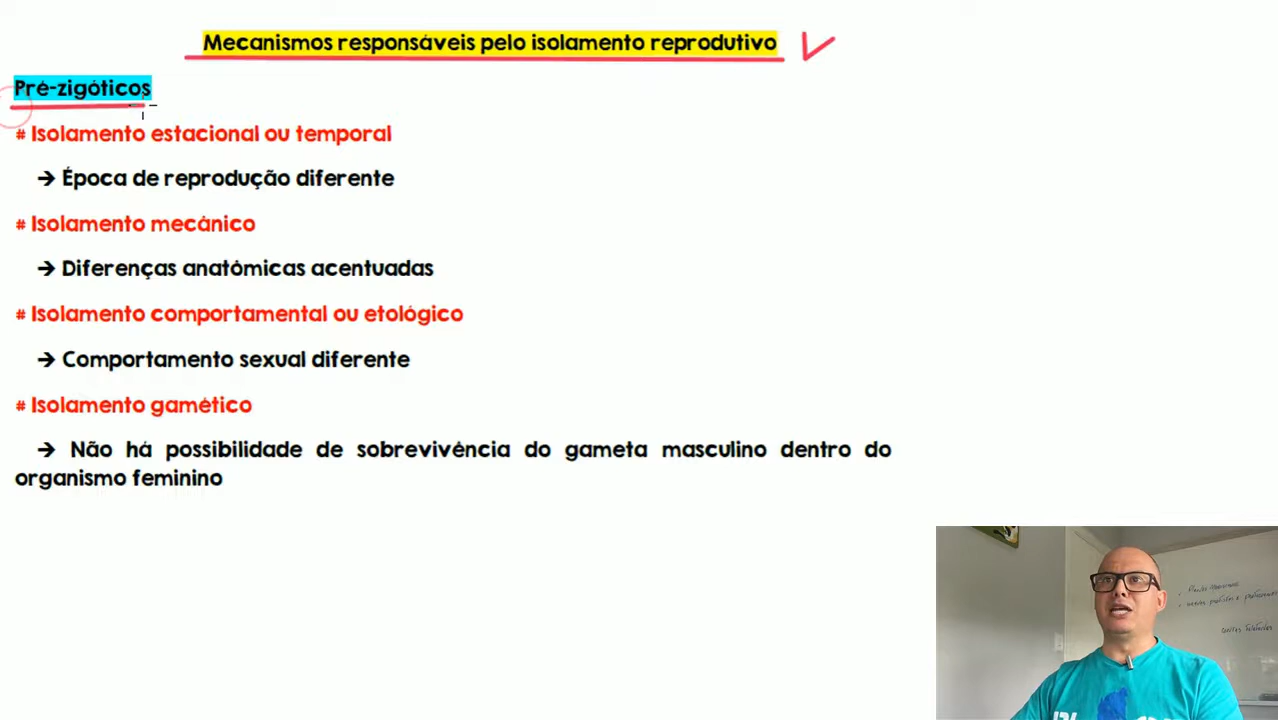 Mecanismos responsáveis pelo isolamento reprodutivo
Pré-zigóticos
# Isolamento estacional ou temporal
→ Época de reprodução diferente
# Isolamento mecânico
→ Diferenças anatômicas acentuadas
# Isolamento comportamental ou etológico
→ Comportamento sexual diferente
# Isolamento gamético
→ Não há possibilidade de sobrevivência do gameta masculino dentro do
organismo feminino